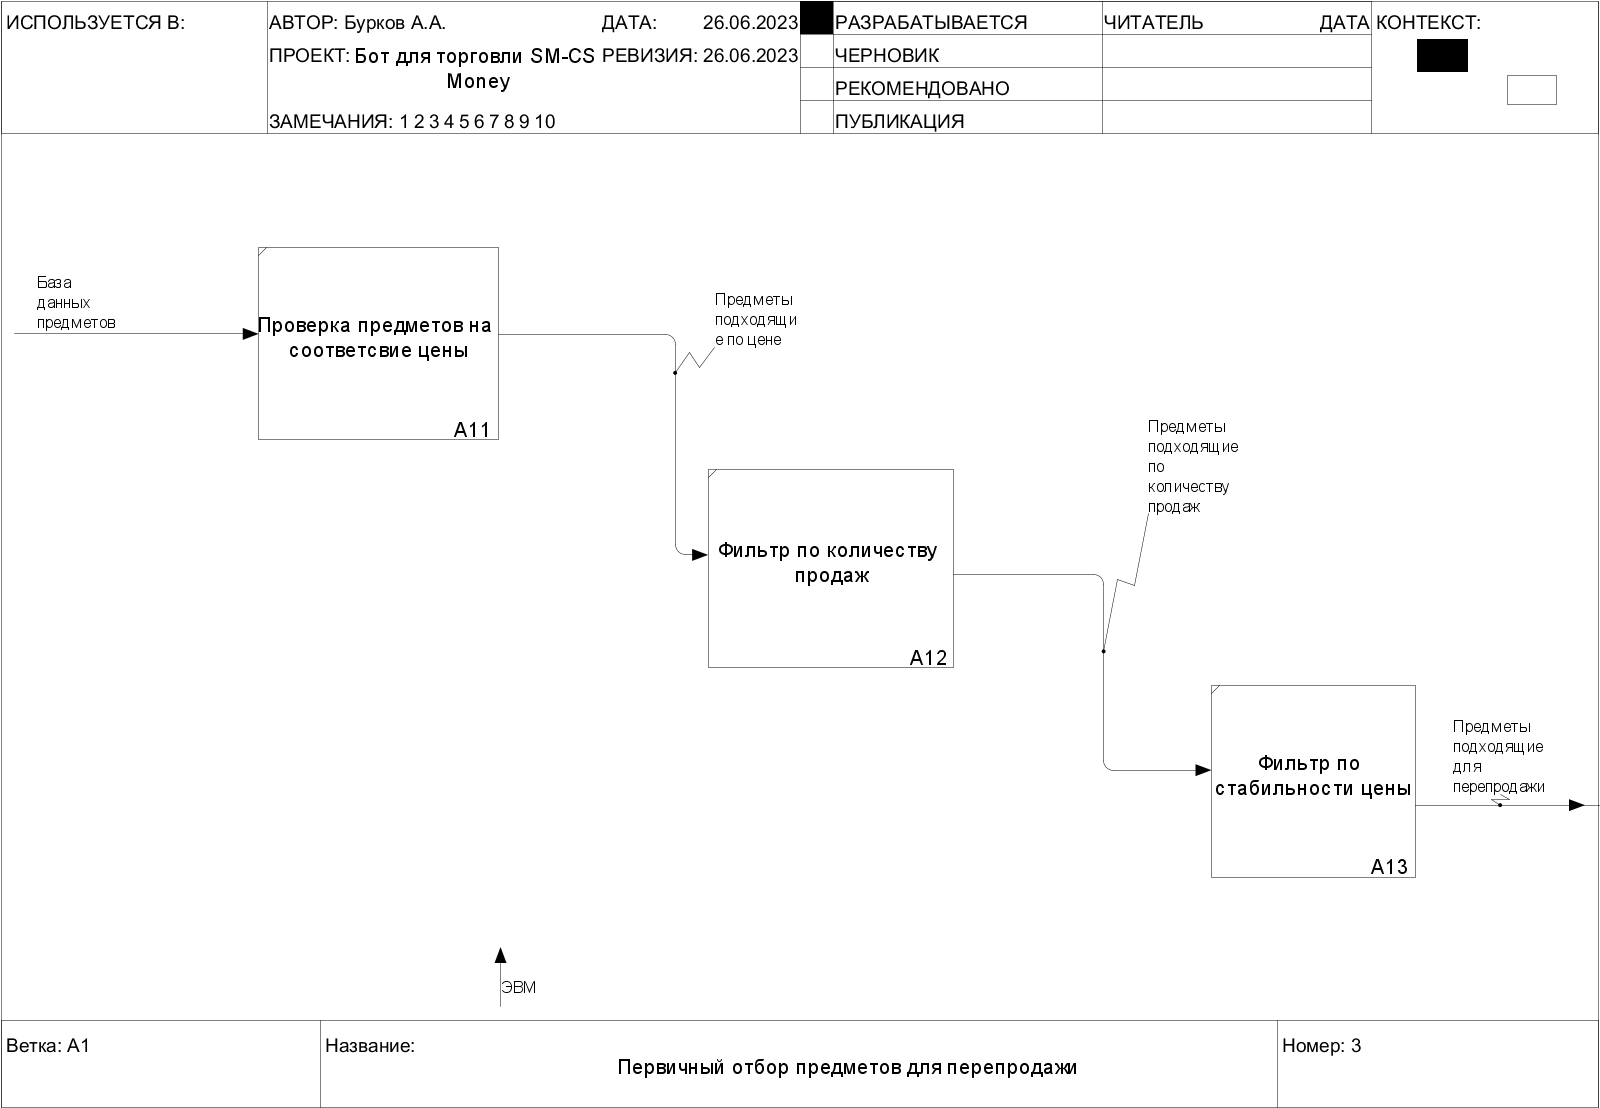 ИСПОЛЬЗУЕТСЯ В:
АВТОР: Бурков А.А.
ДАТА: 26.06.2023
ПРОЕКТ: Бот для торговли SM-CS
Money
РЕВИЗИЯ: 26.06.2023
ЗАМЕЧАНИЯ: 1 2 3 4 5 6 7 8 9 10
РАЗРАБАТЫВАЕТСЯ
ЧЕРНОВИК
РЕКОМЕНДОВАНО
ПУБЛИКАЦИЯ
ЧИТАТЕЛЬ
ДАТА
КОНТЕКСТ:
База
данных
предметов
Проверка предметов на
соответсвие цены
A11
Предметы
подходящи
е по цене
Фильтр по количеству
продаж
A12
Предметы
подходящие
по
количеству
продаж
Фильтр по
стабильности цены
A13
Предметы
подходящие
для
перепродажи
ЭВМ
Ветка: A1
Название:
Первичный отбор предметов для перепродажи
Номер: 3